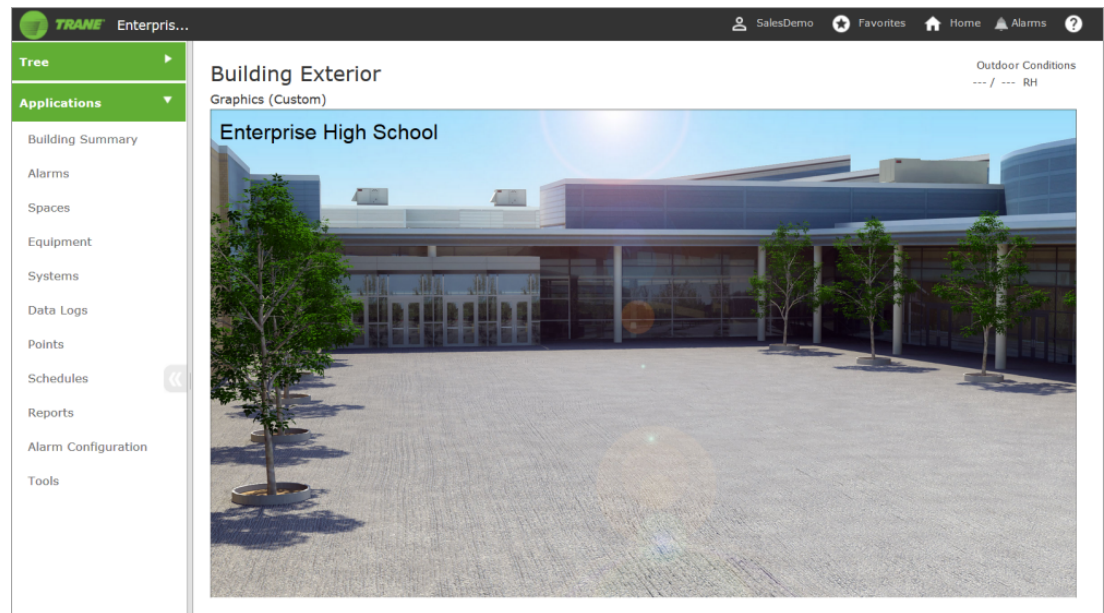 TRANE Enterpris...
SalesDemo Favorites Home Alarms ?
Tree
Applications
Building Summary
Alarms
Spaces
Equipment
Systems
Data Logs
Points
Schedules
Reports
Alarm Configuration
Tools
Building Exterior
Graphics (Custom)
Outdoor Conditions
--- / --- RH
Enterprise High School